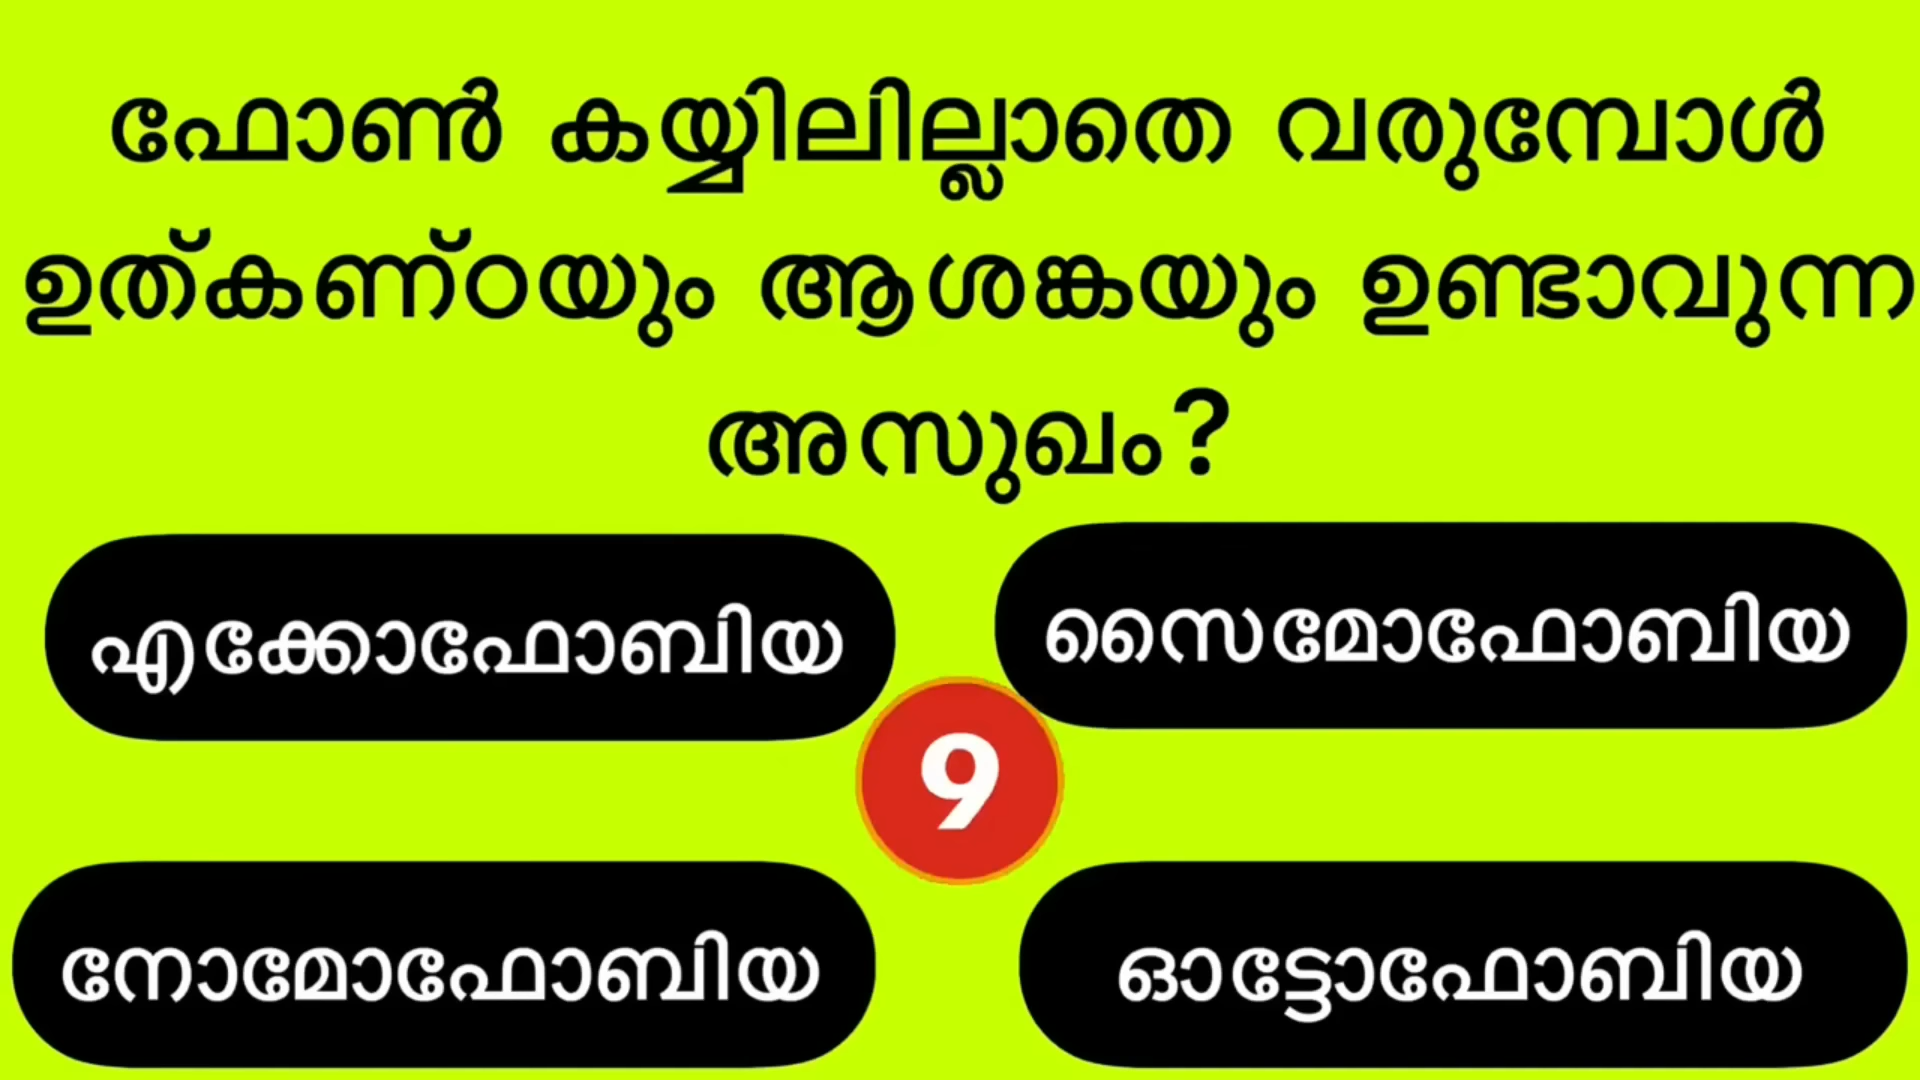 ഫോൺ കയ്യിലില്ലാതെ വരുമ്പോൾ
ഉത്കണ്ഠയും ആശങ്കയും ഉണ്ടാവുന്ന
അസുഖം?
എക്കോഫോബിയ
സൈമോഫോബിയ
9
നോമോഫോബിയ
ഓട്ടോഫോബിയ